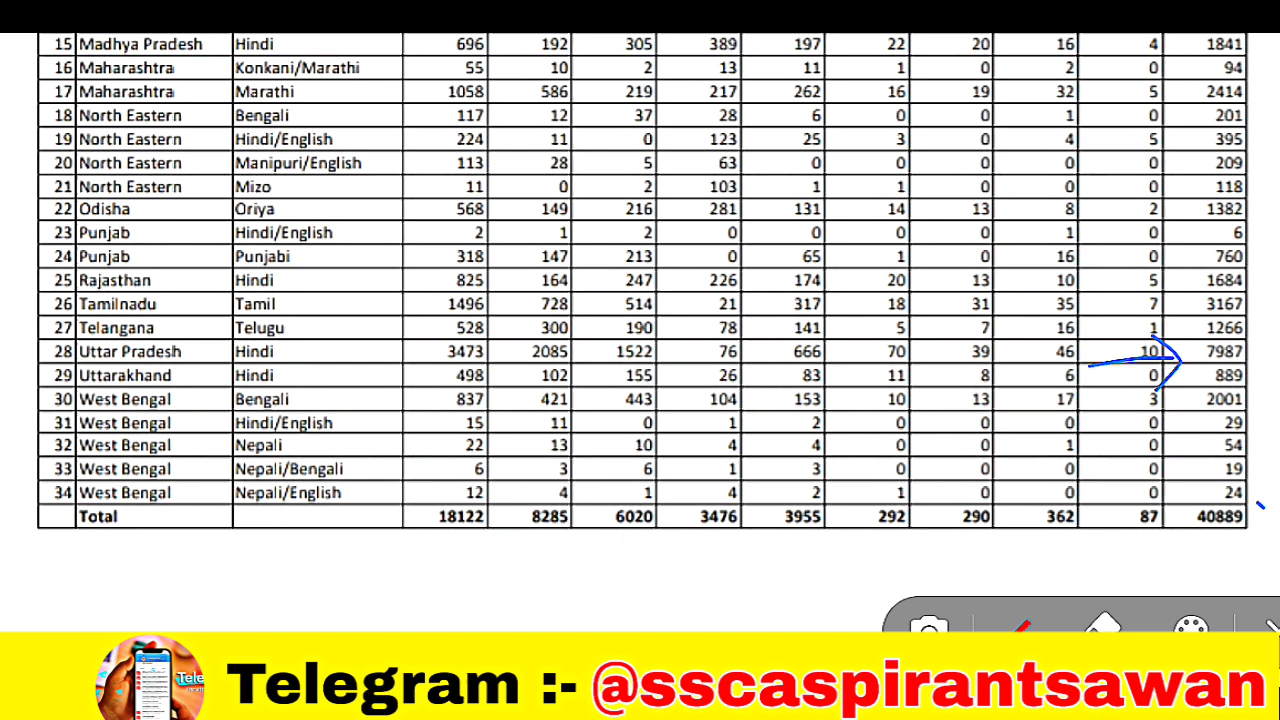 15 Madhya Pradesh Hindi 696 192 305 389 197 22 20 16 4 1841
16 Maharashtra Konkani/Marathi 55 10 2 13 11 1 0 2 0 94
17 Maharashtra Marathi 1058 586 219 217 262 16 19 32 5 2414
18 North Eastern Bengali 117 12 37 28 6 0 0 1 0 201
19 North Eastern Hindi/English 224 11 0 123 25 3 0 4 5 395
20 North Eastern Manipuri/English 113 28 5 63 0 0 0 0 0 209
21 North Eastern Mizo 11 0 2 103 1 1 0 0 0 118
22 Odisha Oriya 568 149 216 281 131 14 13 8 2 1382
23 Punjab Hindi/English 2 1 2 0 0 0 0 1 0 6
24 Punjab Punjabi 318 147 213 0 65 1 0 16 0 760
25 Rajasthan Hindi 825 164 247 226 174 20 13 10 5 1684
26 Tamilnadu Tamil 1496 728 514 21 317 18 31 35 7 3167
27 Telangana Telugu 528 300 190 78 141 5 7 16 1 1266
28 Uttar Pradesh Hindi 3473 2085 1522 76 666 70 39 46 10 7987
29 Uttarakhand Hindi 498 102 155 26 83 11 8 6 0 889
30 West Bengal Bengali 837 421 443 104 153 10 13 17 3 2001
31 West Bengal Hindi/English 15 11 0 1 2 0 0 0 0 29
32 West Bengal Nepali 22 13 10 4 4 0 0 1 0 54
33 West Bengal Nepali/Bengali 6 3 6 1 3 0 0 0 0 19
34 West Bengal Nepali/English 12 4 1 4 2 1 0 0 0 24
Total 18122 8285 6020 3476 3955 292 290 362 87 40889
Telegram :- @sscaspirantsawan